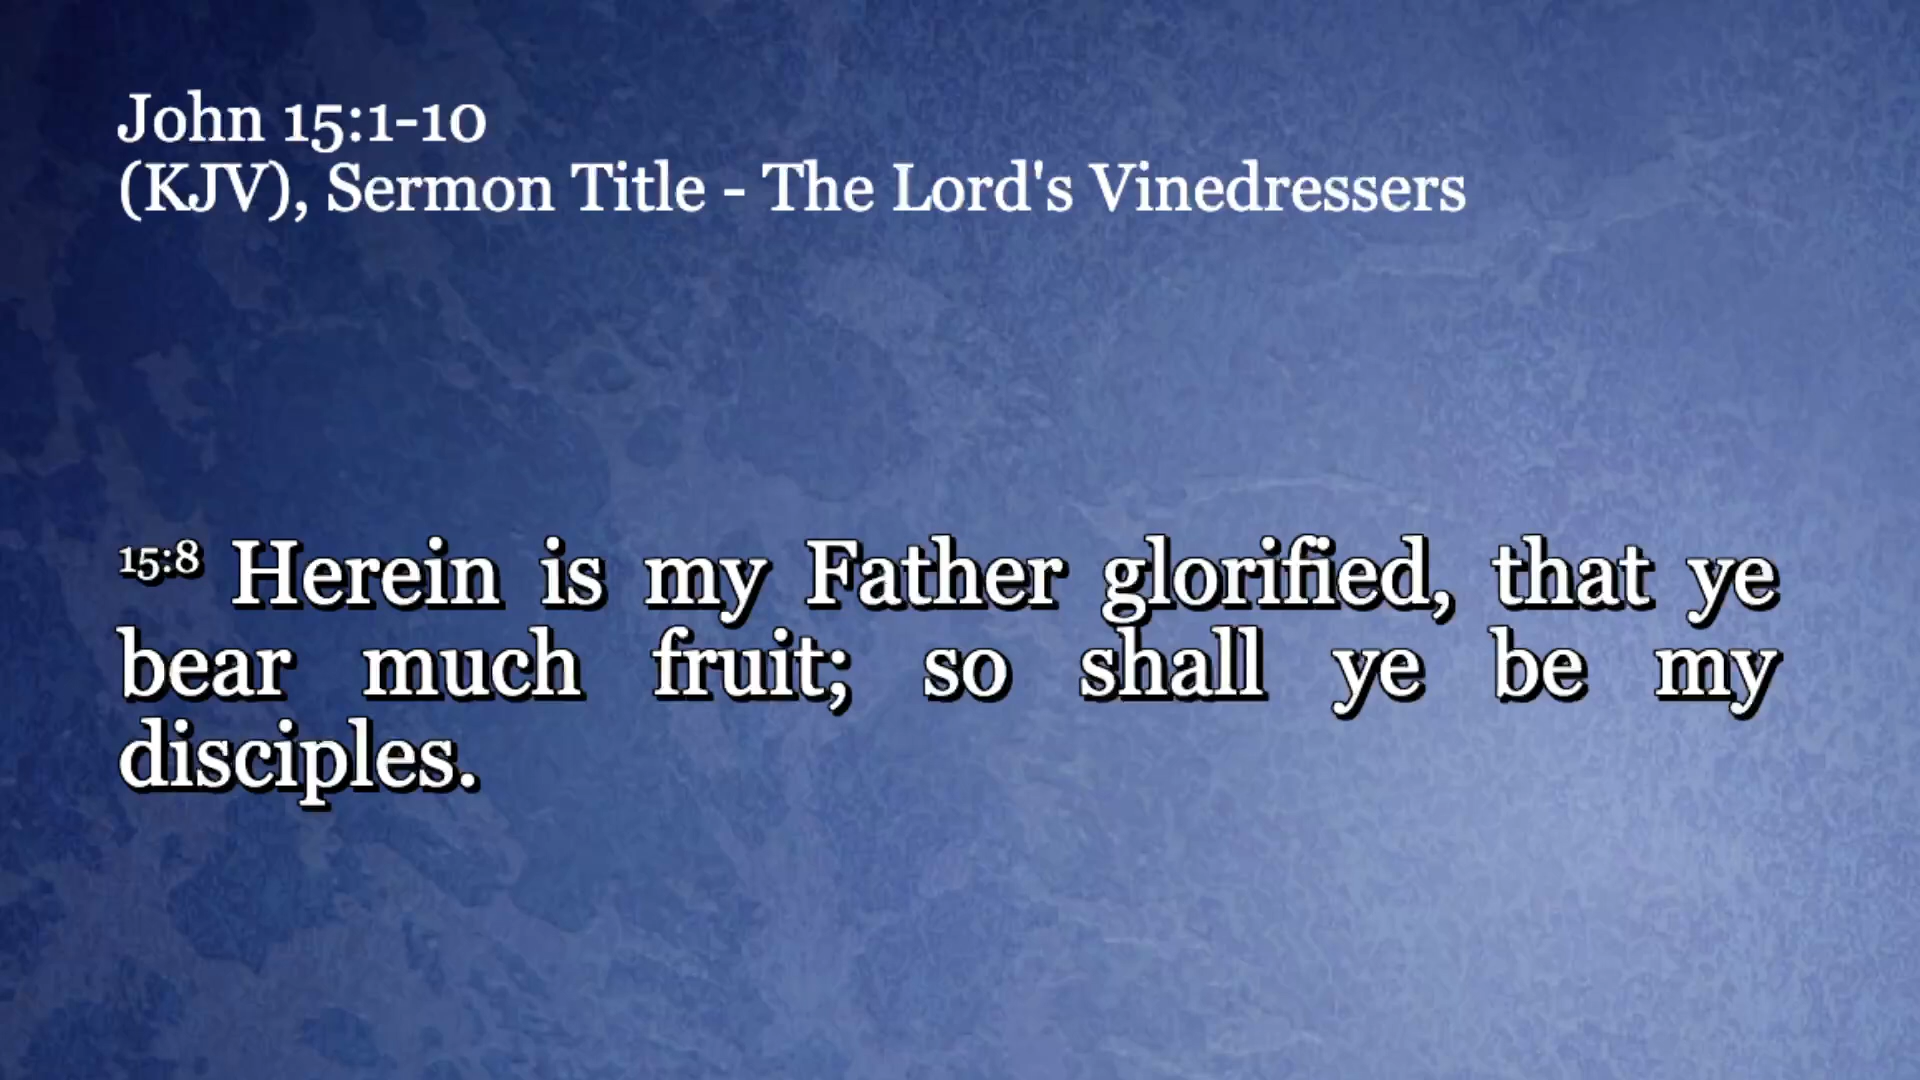 John 15:1-10
(KJV), Sermon Title - The Lord's Vinedressers
15:8 Herein is my Father glorified, that ye
bear much fruit; so shall ye be my
disciples.